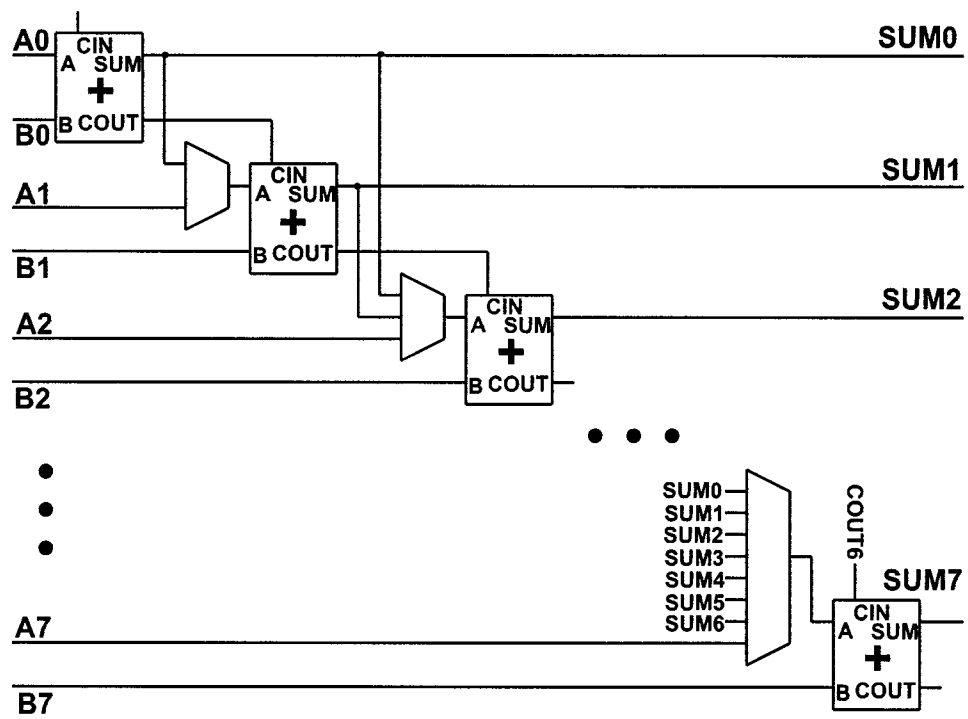 A0
CIN
A SUM
+
B COUT
B0
SUM0
A1
CIN
A SUM
+
B COUT
B1
SUM1
A2
CIN
A SUM
+
B COUT
B2
SUM2
SUM0
SUM1
SUM2
SUM3
SUM4
SUM5
SUM6
COUT6
SUM7
A7
CIN
A SUM
+
B COUT
B7